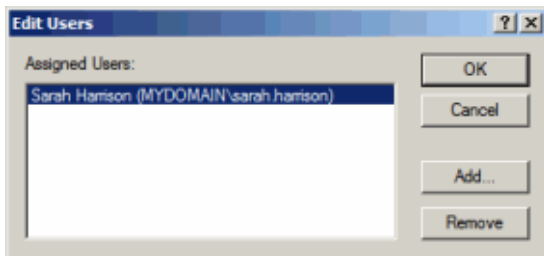 Edit Users
Assigned Users:
Sarah Harrison (MYDOMAIN\sarah.harrison)
OK
Cancel
Add...
Remove